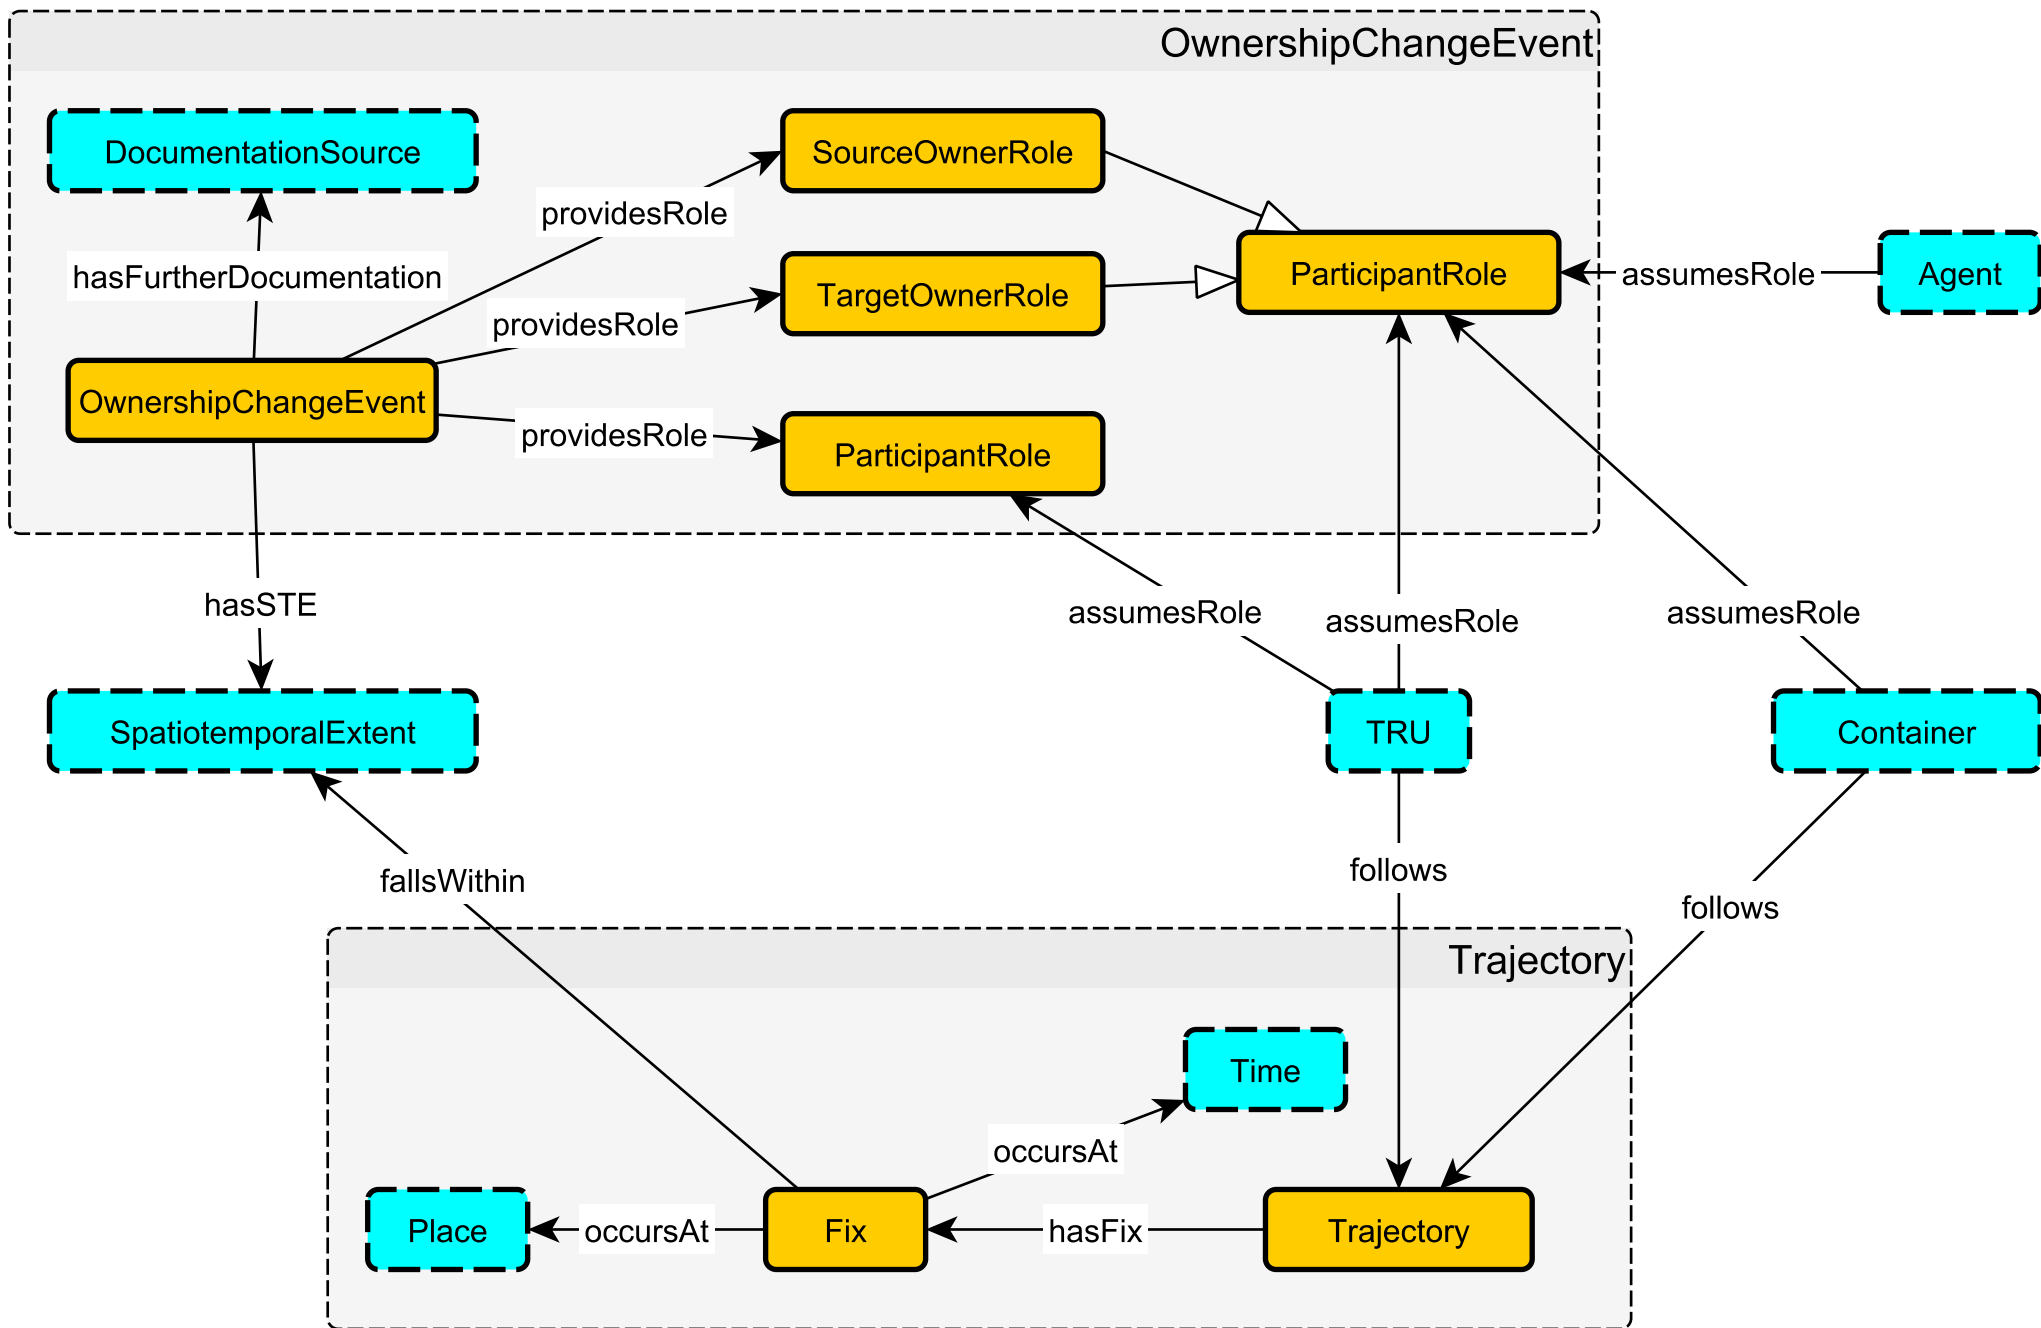 OwnershipChangeEvent
DocumentationSource
SourceOwnerRole
providesRole
hasFurtherDocumentation
TargetOwnerRole
ParticipantRole
assumesRole
Agent
providesRole
OwnershipChangeEvent
providesRole
ParticipantRole
hasSTE
assumesRole
assumesRole
assumesRole
SpatiotemporalExtent
TRU
Container
fallsWithin
follows
follows
Trajectory
Time
occursAt
Place
occursAt
Fix
hasFix
Trajectory